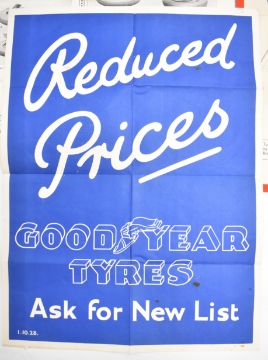 Reduced
Prices
GOODYEAR
TYRES
Ask for New List
1.10.28.